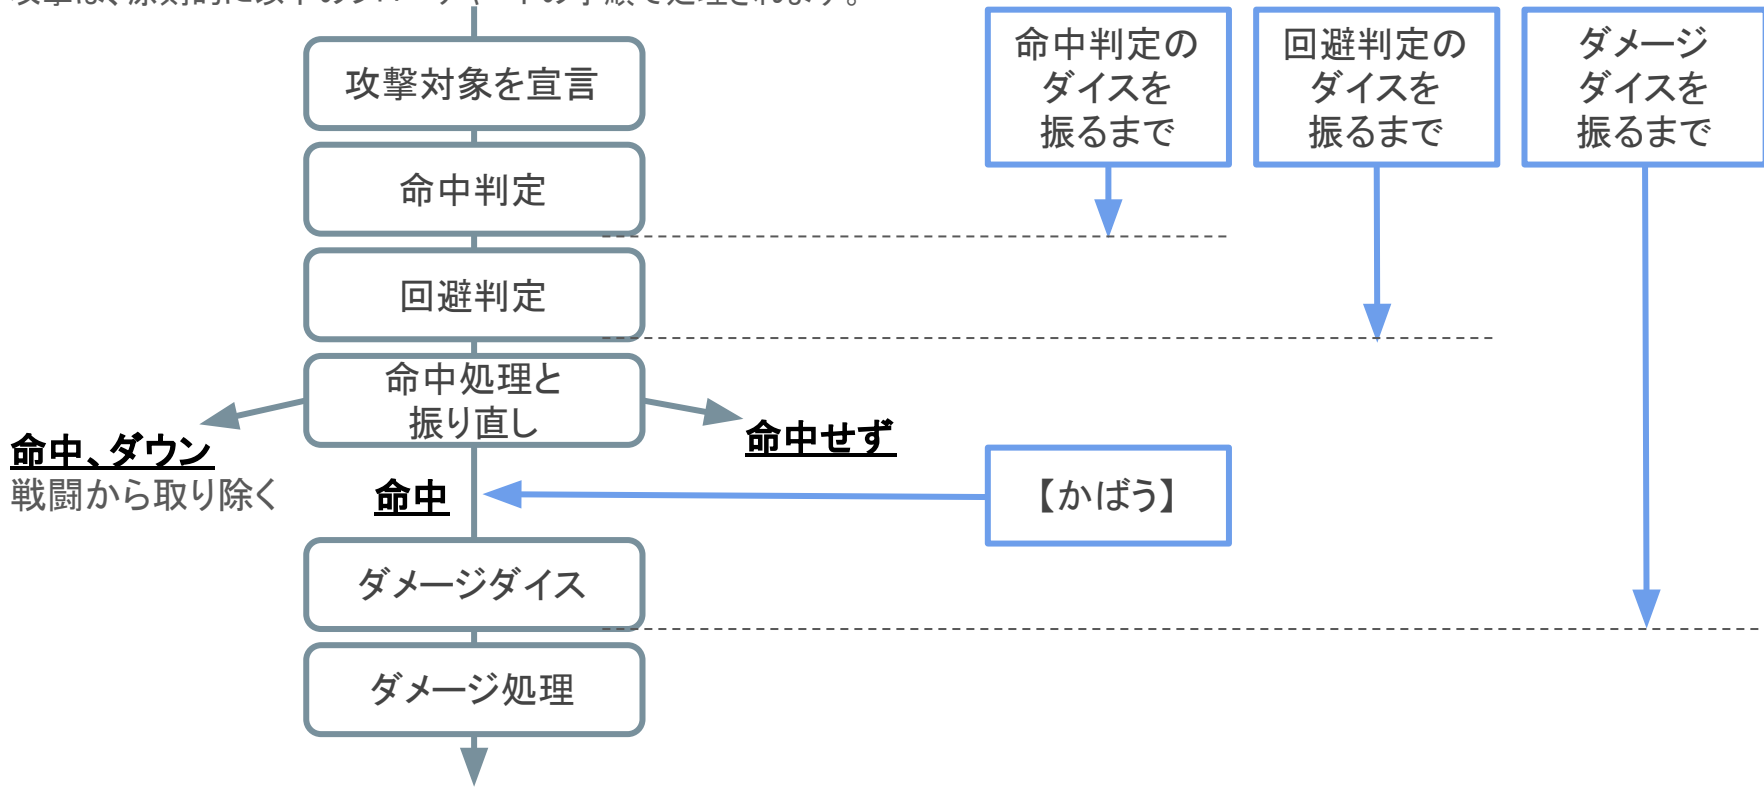 攻撃対象を宣言
命中判定
回避判定
命中処理と
振り直し
命中、ダウン
戦闘から取り除く
命中せず
命中
ダメージダイス
ダメージ処理
命中判定の
ダイスを
振るまで
回避判定の
ダイスを
振るまで
ダメージ
ダイスを
振るまで
【かばう】